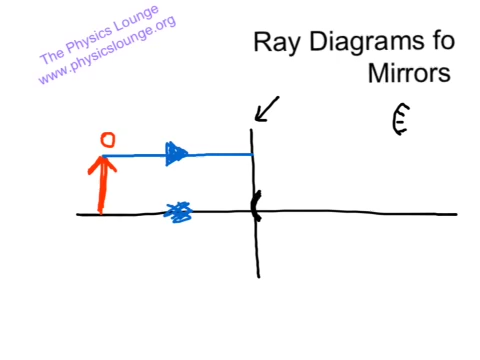 The Physics Lounge
www.physicslounge.org
Ray Diagrams fo
Mirrors
O